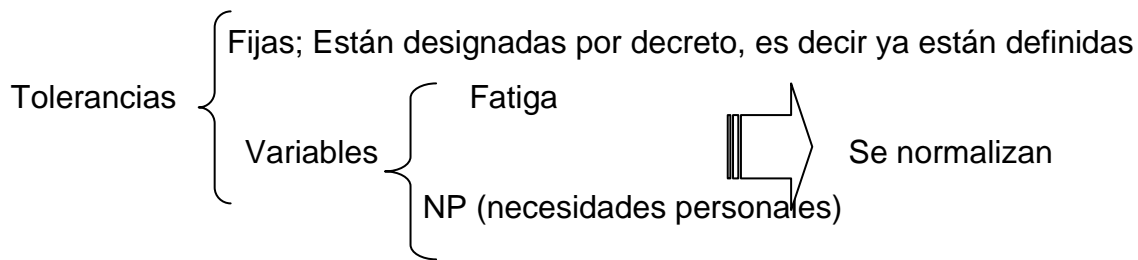 Fijas; Están designadas por decreto, es decir ya están definidas
Tolerancias
Fatiga
Variables
Se normalizan
NP (necesidades personales)